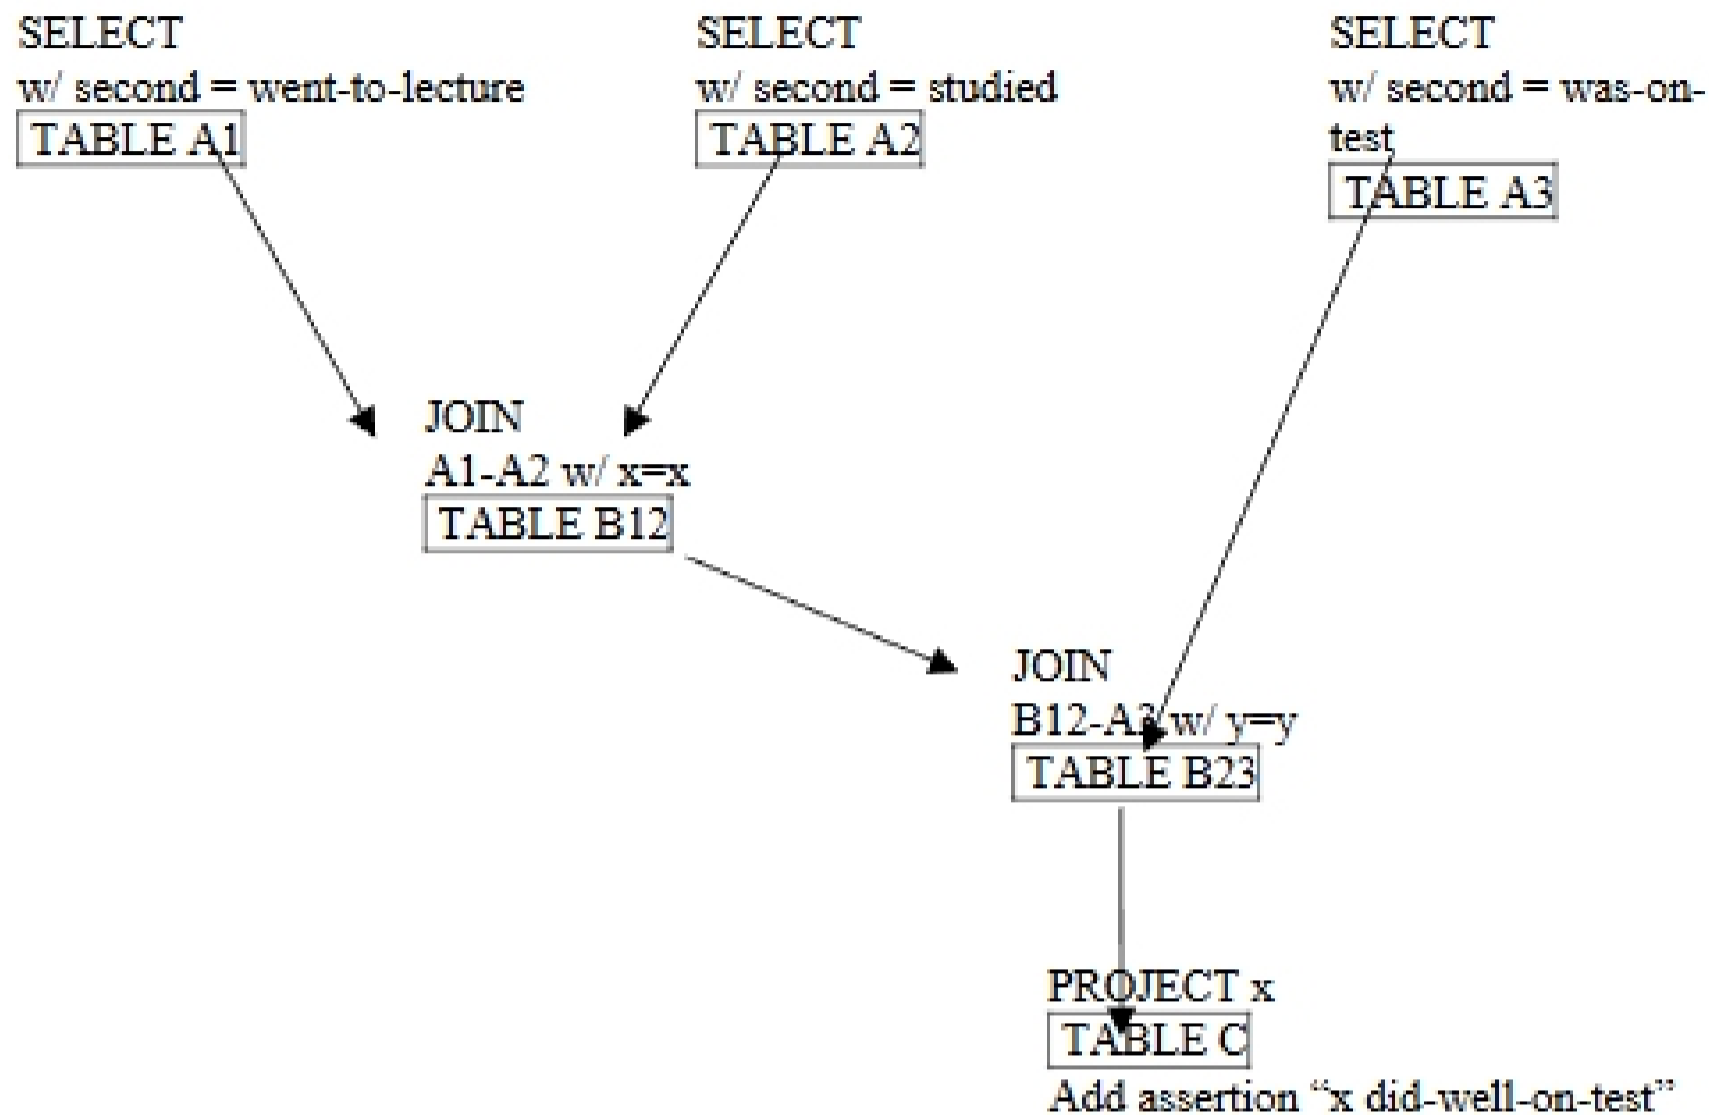 SELECT
w/ second = went-to-lecture
TABLE A1
SELECT
w/ second = studied
TABLE A2
SELECT
w/ second = was-on-
test
TABLE A3
JOIN
A1-A2 w/ x=x
TABLE B12
JOIN
B12-A3 w/ y=y
TABLE B23
PROJECT x
TABLE C
Add assertion “x did-well-on-test”